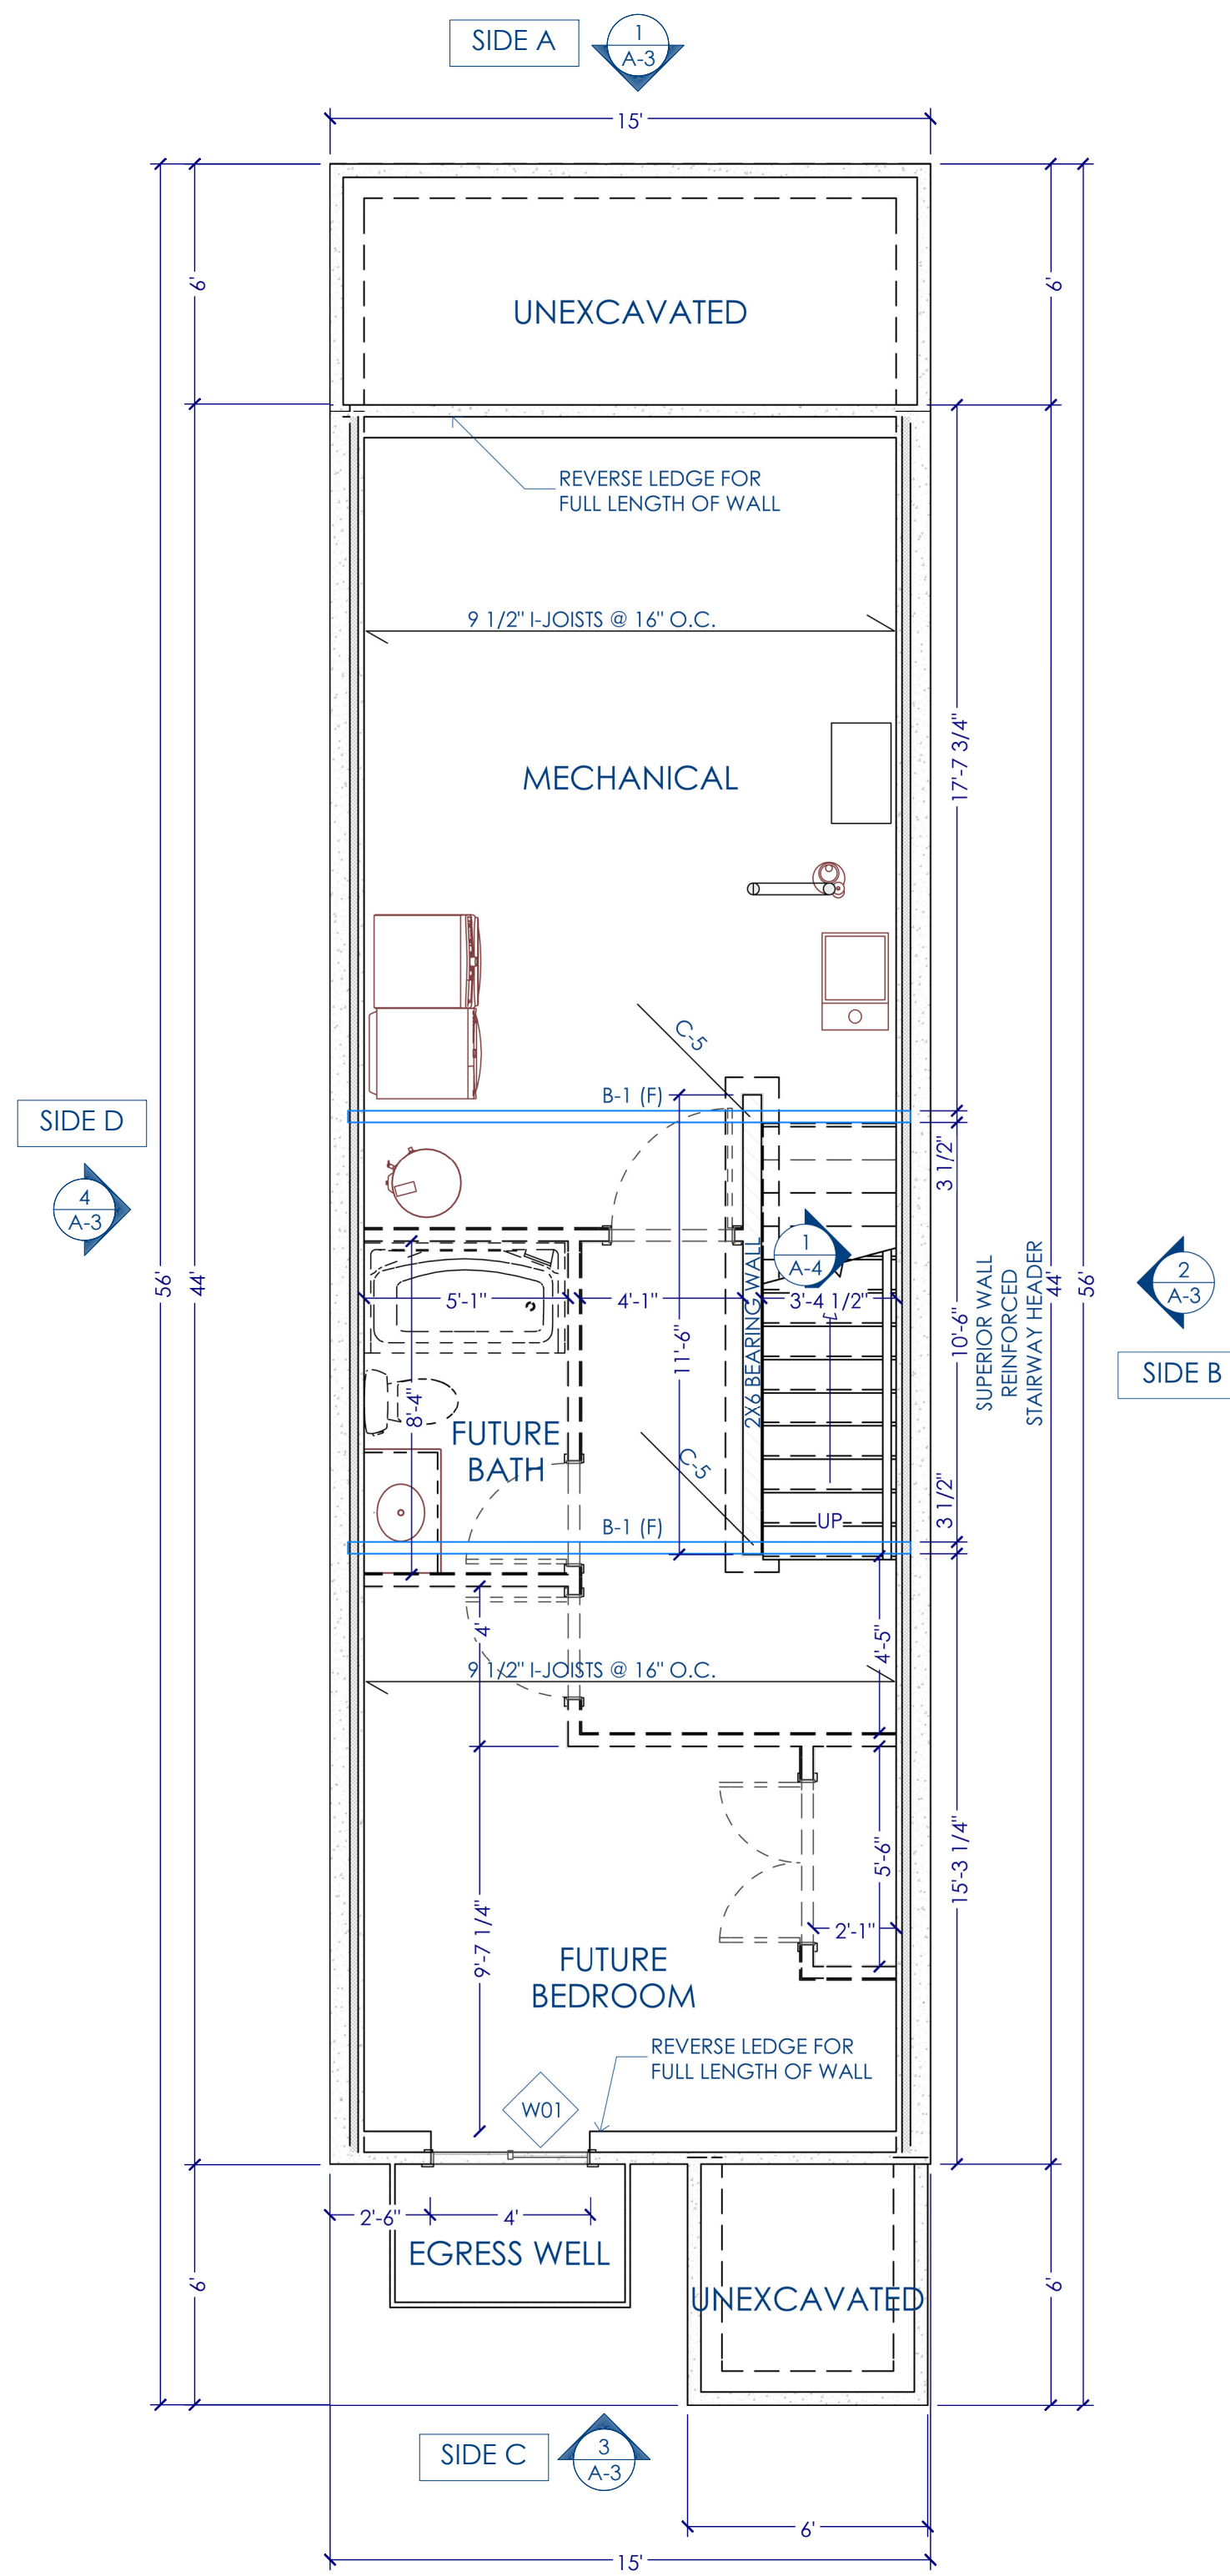 SIDE A
1
A-3
15'
6'
6'
UNEXCAVATED
REVERSE LEDGE FOR
FULL LENGTH OF WALL
9 1/2" I-JOISTS @ 16" O.C.
17'-7 3/4"
MECHANICAL
C-5
B-1 (F)
SIDE D
4
A-3
3 1/2"
1
A-4
56'
44'
5'-1"
4'-1"
3'-4 1/2"
11'-6"
2X6 BEARING WALL
10'-6"
SUPERIOR WALL
REINFORCED
STAIRWAY HEADER
44'
56'
2
A-3
SIDE B
8'-4"
FUTURE
BATH
C-5
3 1/2"
UP
B-1 (F)
4'
4'-5"
9 1/2" I-JOISTS @ 16" O.C.
5'-6"
15'-3 1/4"
2'-1"
9'-7 1/4"
FUTURE
BEDROOM
REVERSE LEDGE FOR
FULL LENGTH OF WALL
W01
2'-6"
4'
EGRESS WELL
6'
6'
UNEXCAVATED
SIDE C
3
A-3
6'
15'